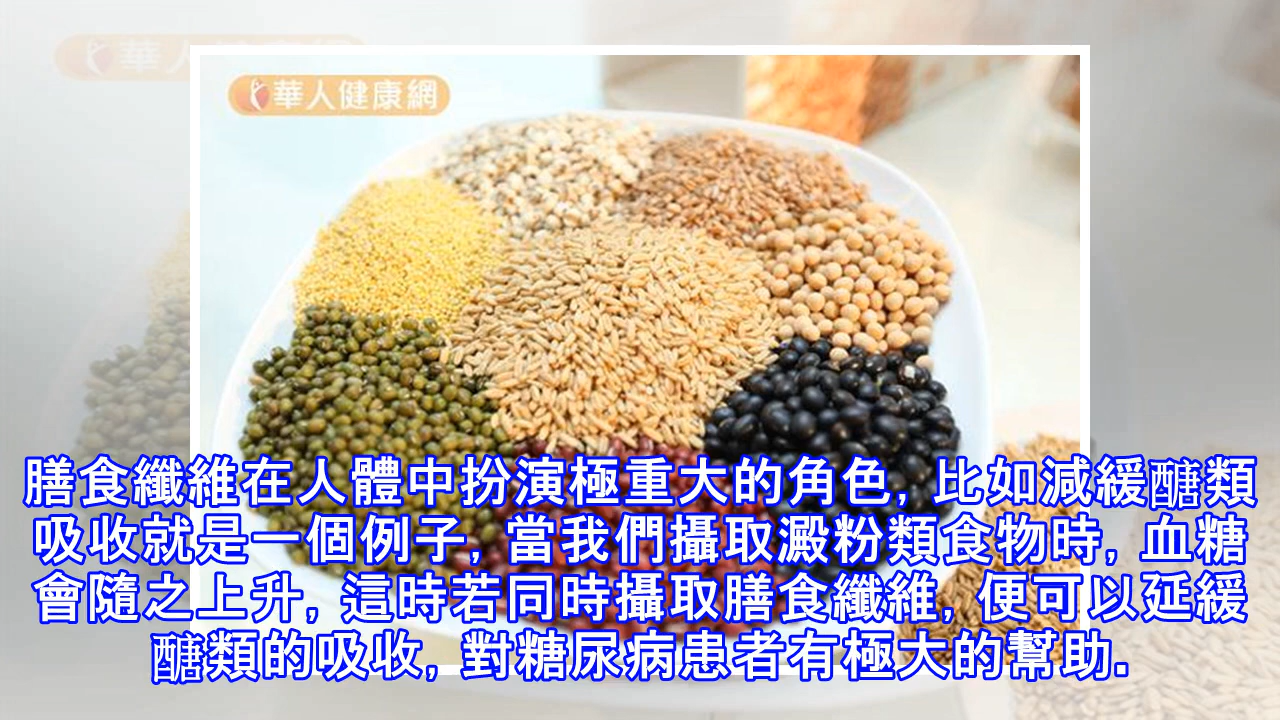 華人健康網
膳食纖維在人體中扮演極重大的角色, 比如減緩醣類
吸收就是一個例子, 當我們攝取澱粉類食物時, 血糖
會隨之上升, 這時若同時攝取膳食纖維, 便可以延緩
醣類的吸收, 對糖尿病患者有極大的幫助.